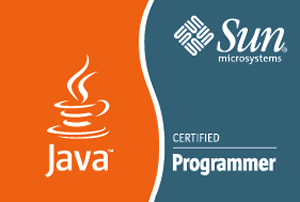 Sun
microsystems
Java™
CERTIFIED
Programmer